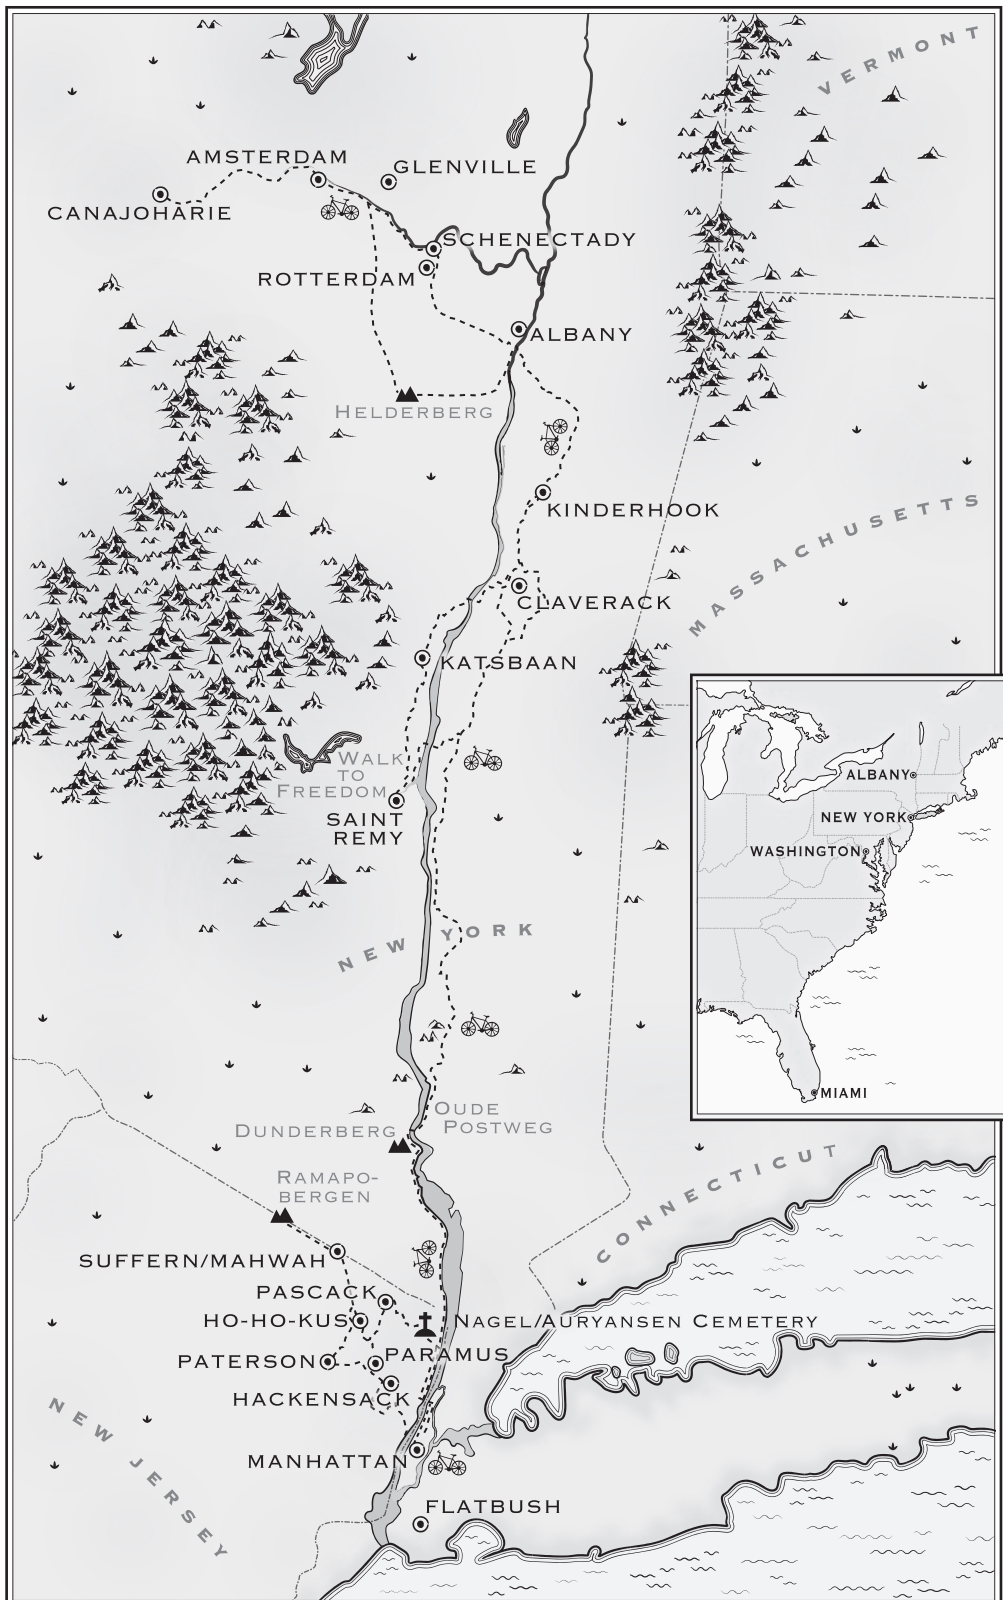 VERMONT
AMSTERDAM
GLENVILLE
CANAJOHARIE
SCHENECTADY
ROTTERDAM
ALBANY
HELDERBERG
KINDERHOOK
MASSACHUSETTS
CLAVERACK
KATSBAAN
WALK
TO
FREEDOM
SAINT
REMY
ALBANY
NEW YORK
WASHINGTON
MIAMI
NEW YORK
OUDE
POSTWEG
DUNDERBERG
RAMAPO-
BERGEN
CONNECTICUT
SUFFERN/MAHWAH
PASCACK
HO-HO-KUS
NAGEL/AURYANSEN CEMETERY
PATERSON
PARAMUS
HACKENSACK
NEW JERSEY
MANHATTAN
FLATBUSH